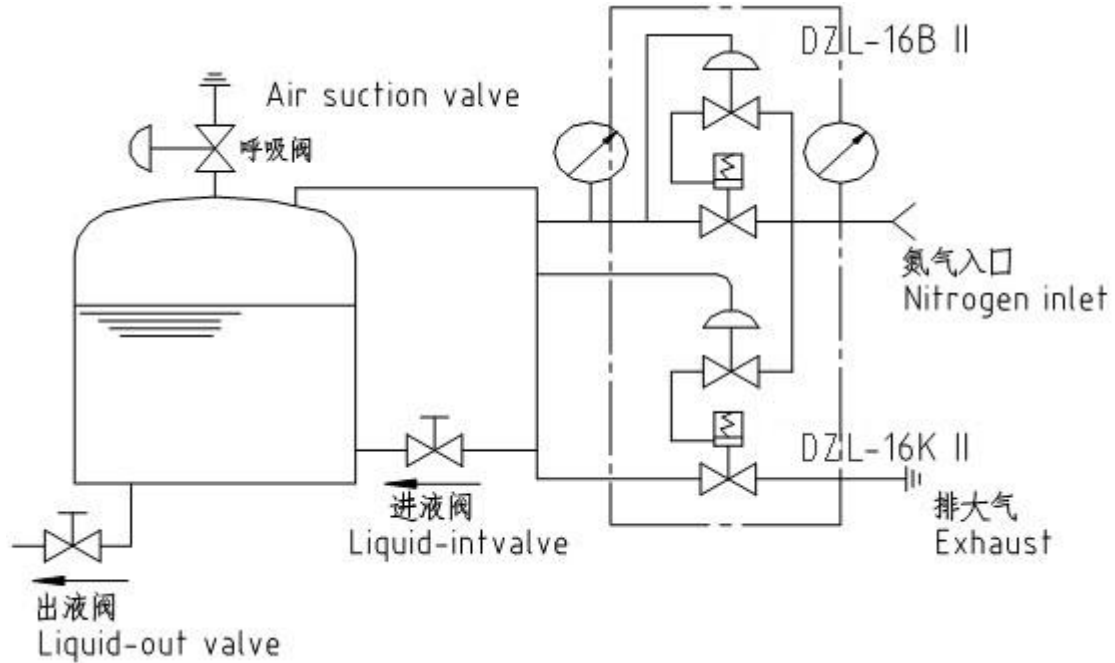 DZL-16B II
Air suction valve
呼吸阀
氮气入口
Nitrogen inlet
DZL-16K II
进液阀
Liquid-intvalve
排大气
Exhaust
出液阀
Liquid-out valve